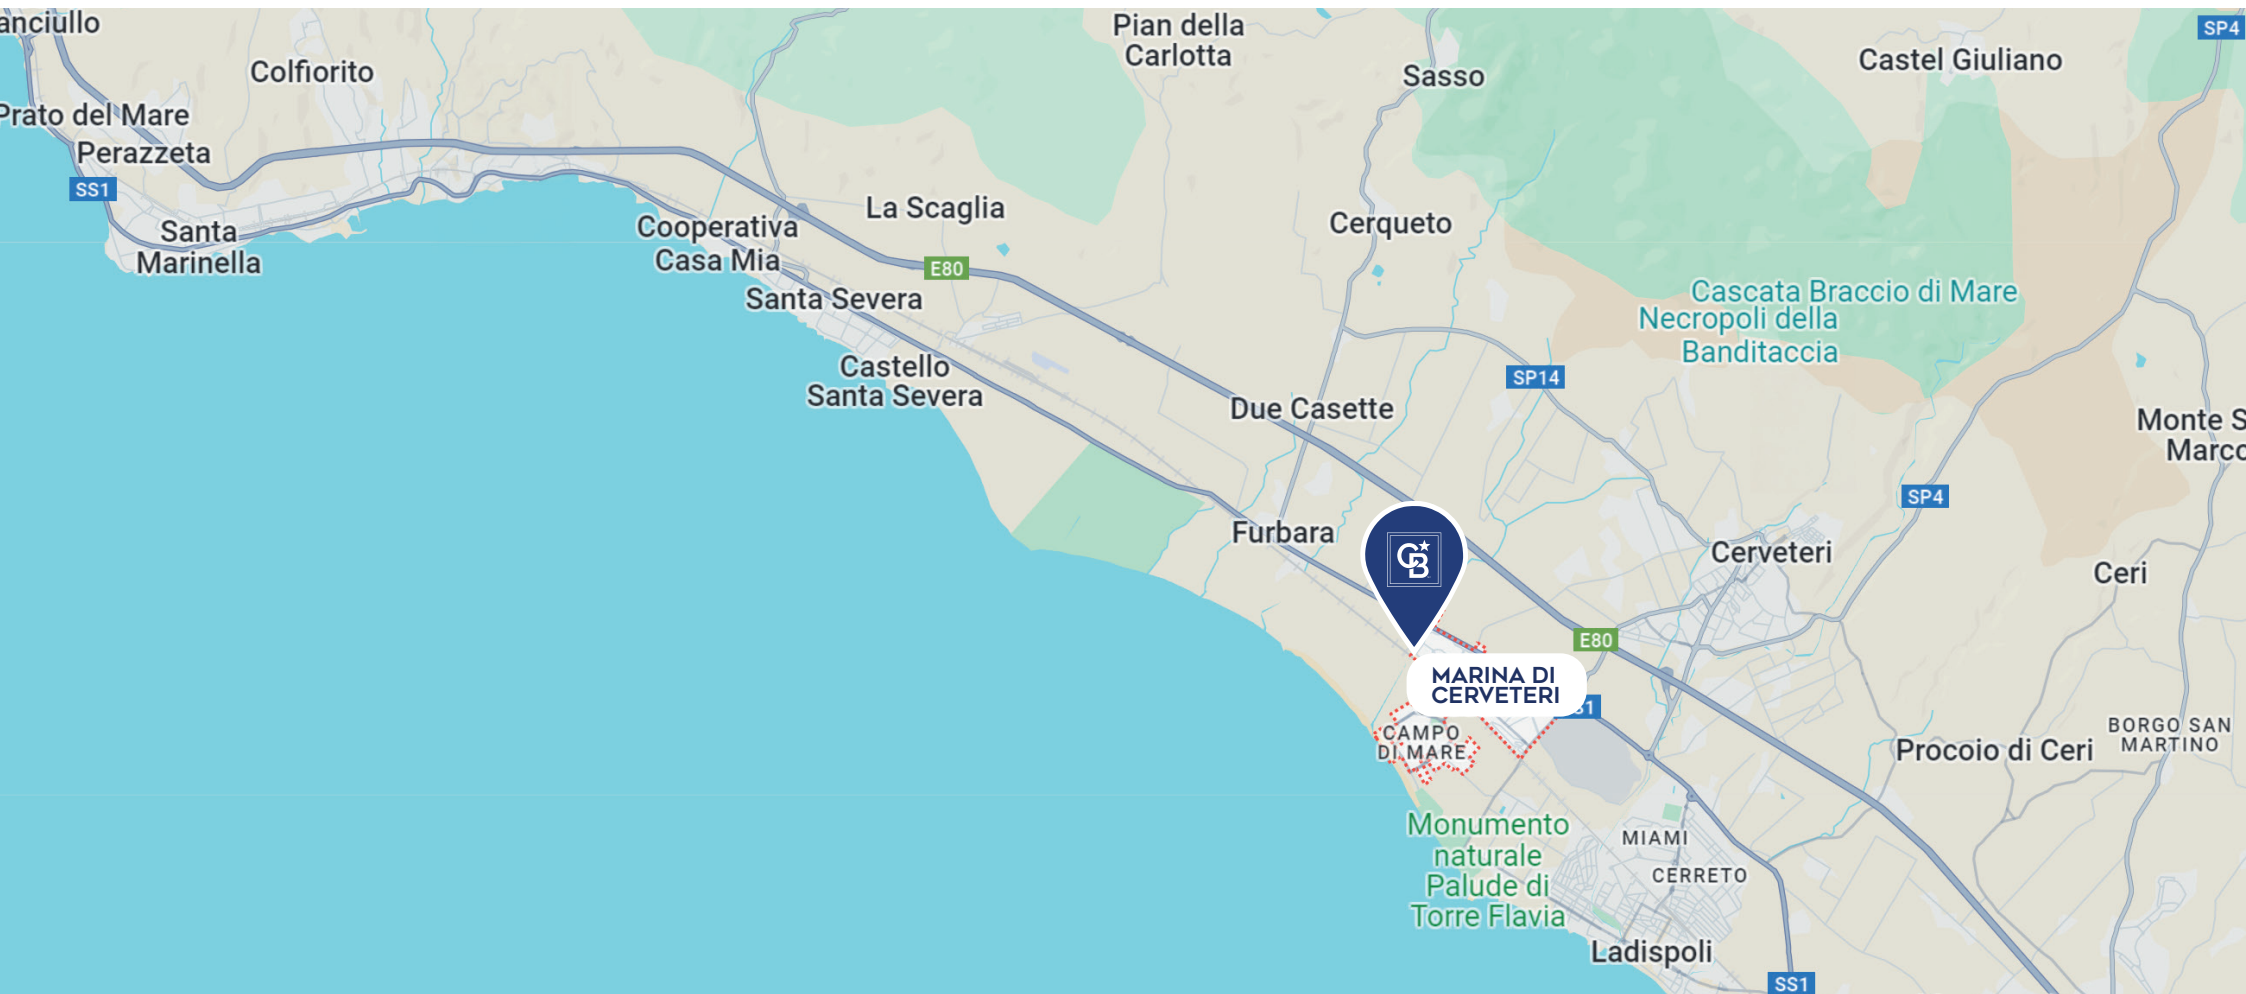 anciullo
Pian della
Carlotta
SP4
Colfiorito
Sasso
Castel Giuliano
Prato del Mare
Perazzeta
SS1
La Scaglia
Santa
Marinella
Cooperativa
Casa Mia
Cerqueto
E80
Santa Severa
Cascata Braccio di Mare
Necropoli della
Banditaccia
Castello
Santa Severa
SP14
Due Casette
Monte S
Marco
SP4
Furbara
CB
Cerveteri
Ceri
E80
MARINA DI
CERVETERI
S1
CAMPO
DI MARE
BORGO SAN
MARTINO
Procoio di Ceri
Monumento
naturale
Palude di
Torre Flavia
MIAMI
CERRETO
Ladispoli
SS1